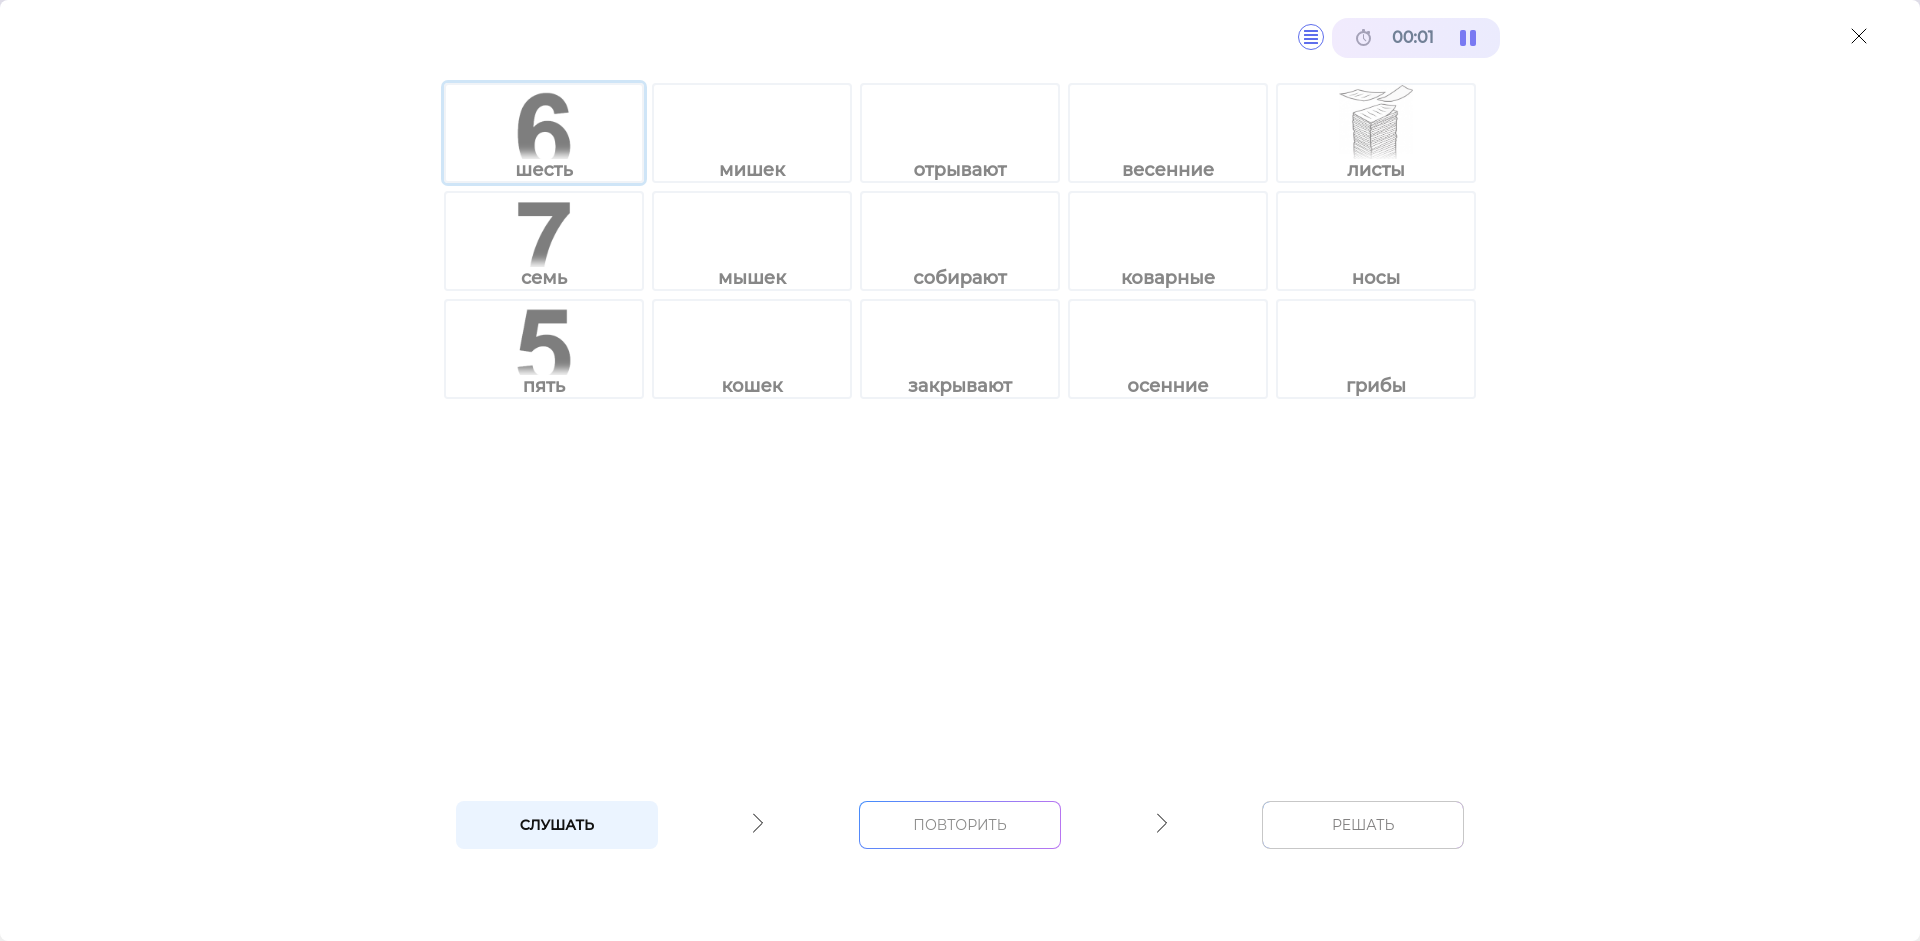 00:01
6 7 5
шесть мишек отрывают весенние листы
семь мышек собирают коварные носы
пять кошек закрывают осенние грибы
СЛУШАТЬ ПОВТОРИТЬ РЕШАТЬ